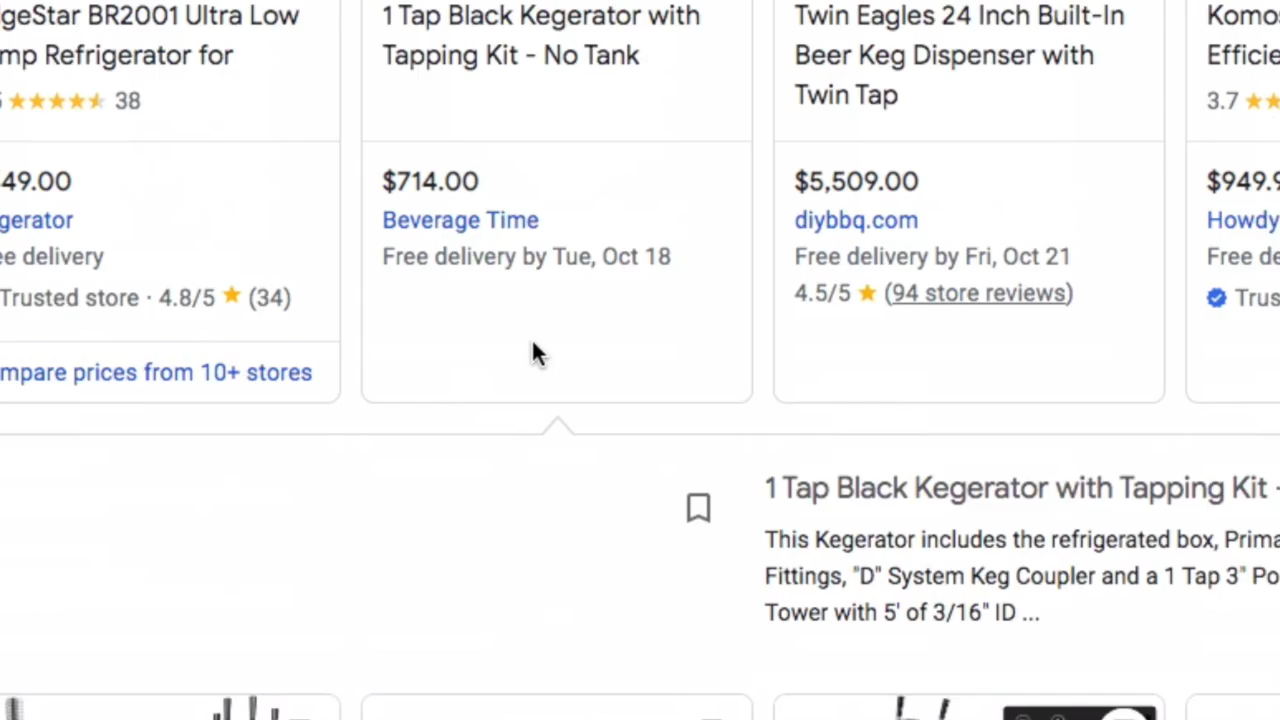 geStar BR2001 Ultra Low
mp Refrigerator for
38
49.00
gerator
ee delivery
Trusted store · 4.8/5 ★ (34)
mpare prices from 10+ stores
1 Tap Black Kegerator with
Tapping Kit - No Tank
$714.00
Beverage Time
Free delivery by Tue, Oct 18
Twin Eagles 24 Inch Built-In
Beer Keg Dispenser with
Twin Tap
$5,509.00
diybbq.com
Free delivery by Fri, Oct 21
4.5/5 ★ (94 store reviews)
Komos
Efficie
3.7
$949.9
Howdy
Free de
Trus
1 Tap Black Kegerator with Tapping Kit -
This Kegerator includes the refrigerated box, Prima
Fittings, "D" System Keg Coupler and a 1 Tap 3" Po
Tower with 5' of 3/16" ID ...